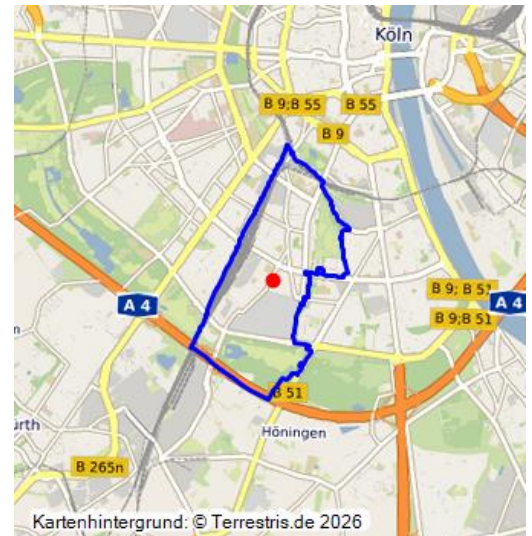 Köln
B 9;B 55
B 55
B 9
A 4
B 9; B 51
A 4
B 9;B 51
B 51
Höningen
ürth
B 265n
Kartenhintergrund: © Terrestris.de 2026